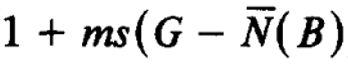 1 + ms(G − N̅(B)